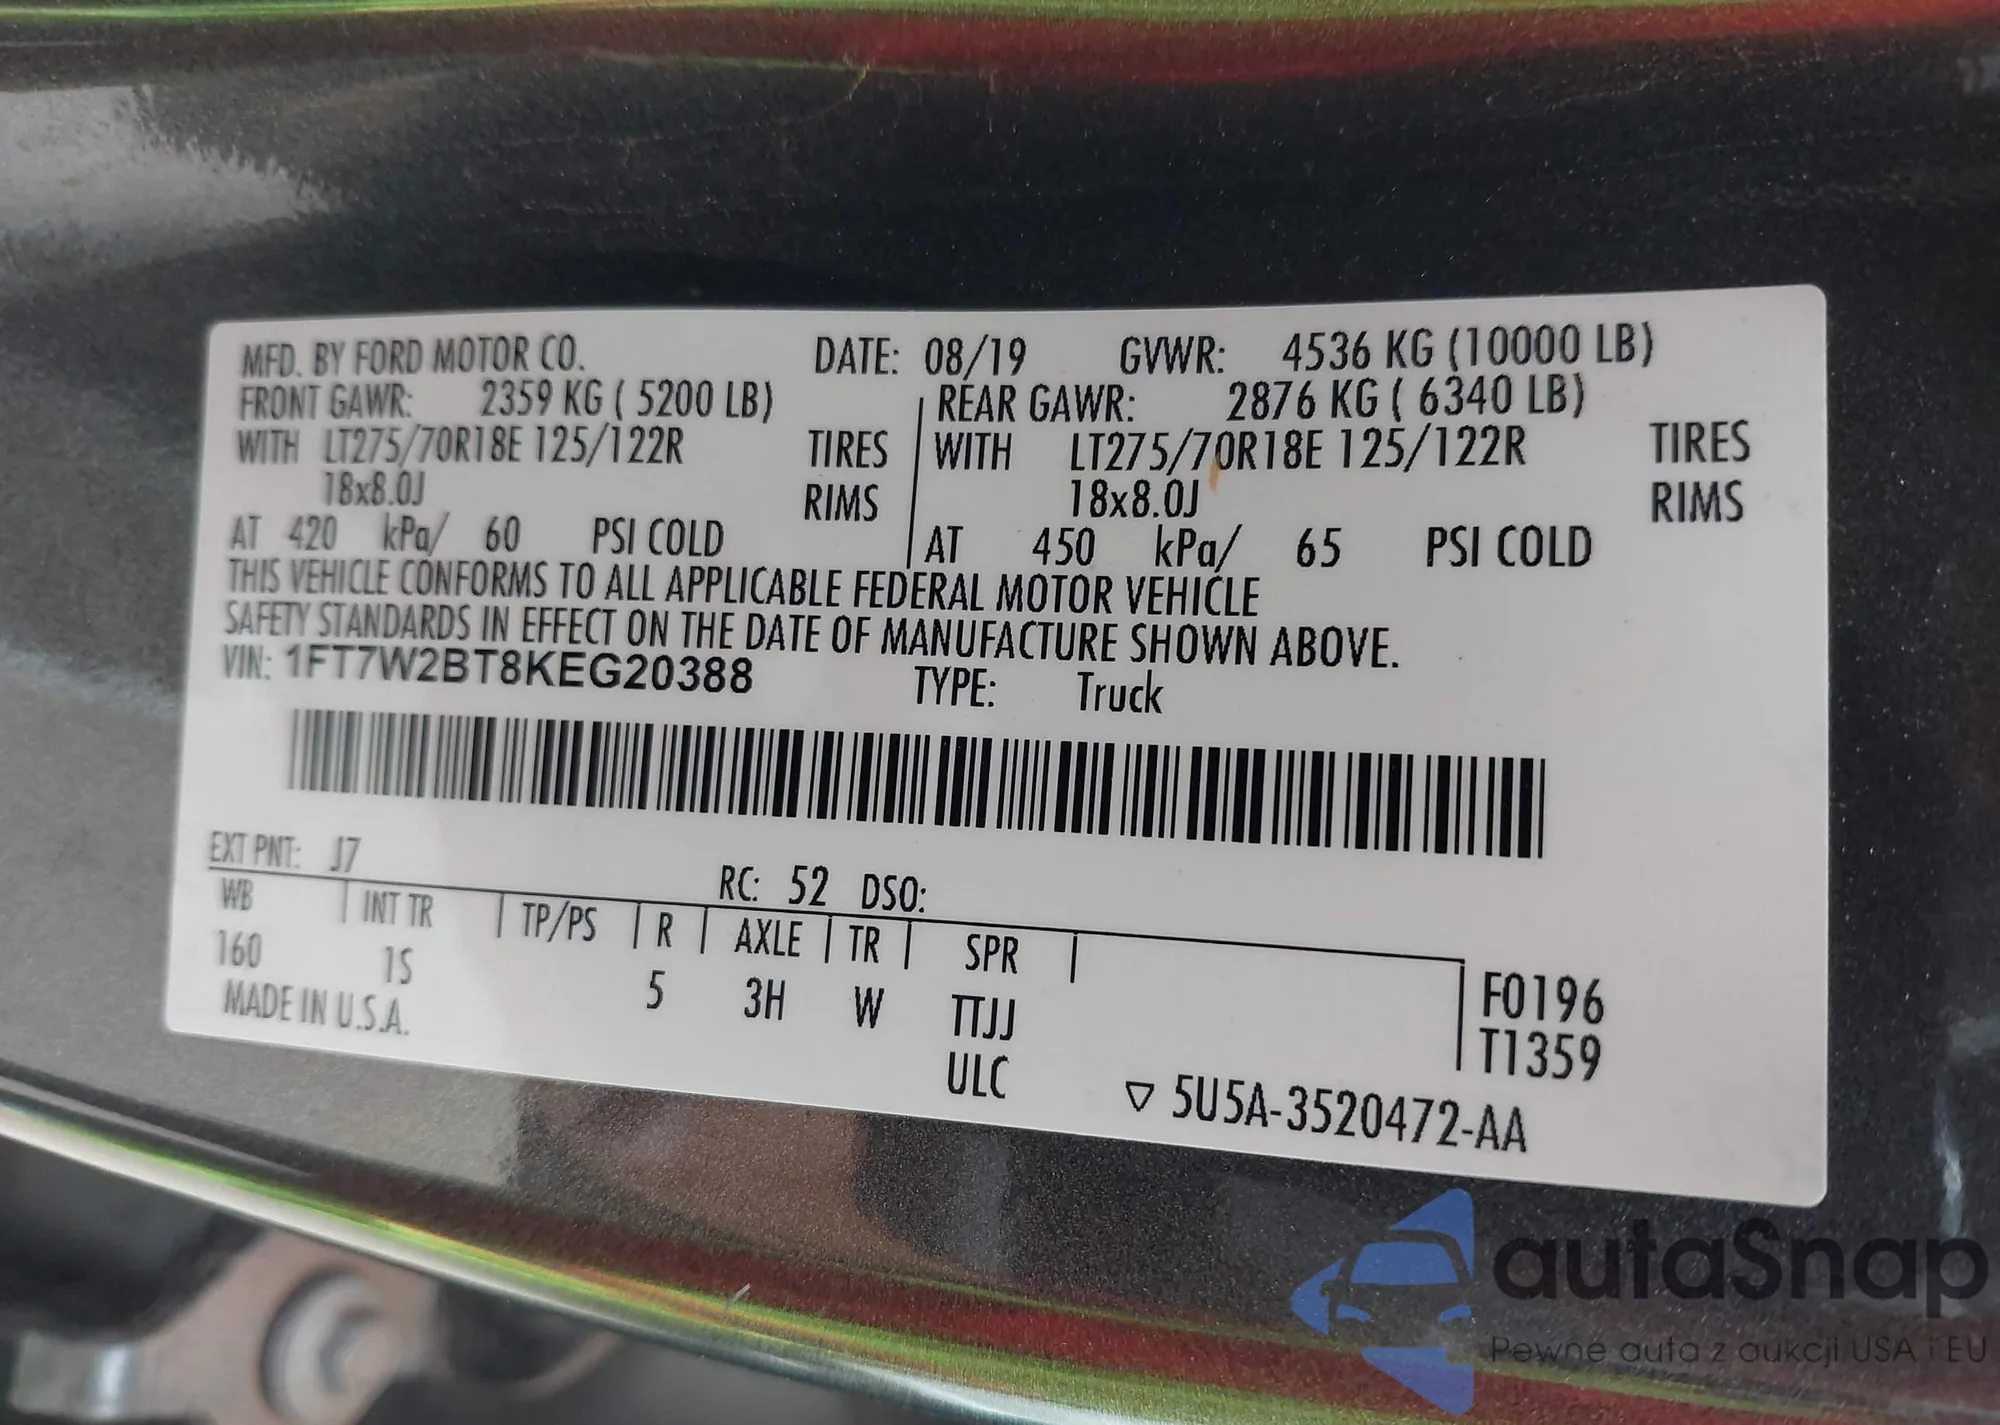 MFD. BY FORD MOTOR CO. DATE: 08/19 GVWR: 4536 KG (10000 LB)
FRONT GAWR: 2359 KG ( 5200 LB) REAR GAWR: 2876 KG ( 6340 LB)
WITH LT275/70R18E 125/122R TIRES WITH LT275/70R18E 125/122R TIRES
18x8.0J RIMS 18x8.0J RIMS
AT 420 kPa/ 60 PSI COLD AT 450 kPa/ 65 PSI COLD
THIS VEHICLE CONFORMS TO ALL APPLICABLE FEDERAL MOTOR VEHICLE
SAFETY STANDARDS IN EFFECT ON THE DATE OF MANUFACTURE SHOWN ABOVE.
VIN: 1FT7W2BT8KEG20388 TYPE: Truck
EXT PNT: J7 RC: 52 DSO:
WB INT TR TP/PS R AXLE TR SPR
160 1S 5 3H W TTJJ F0196
MADE IN U.S.A. ULC T1359
▽ 5U5A-3520472-AA
autaSnap
Pewne auta z aukcji USA i EU